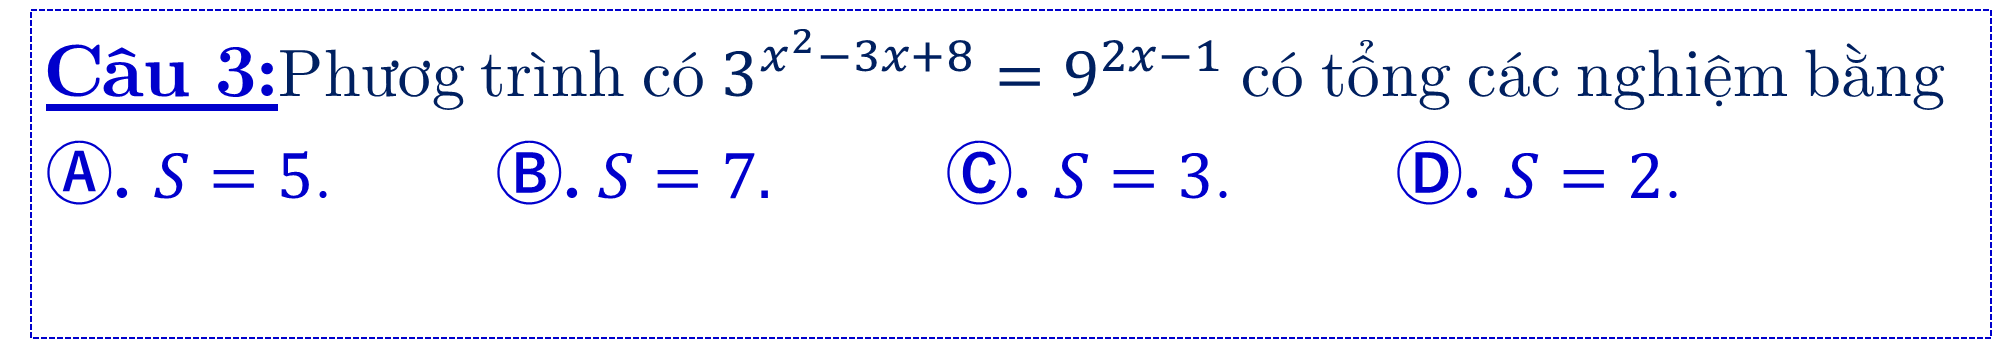 Câu 3:Phươg trình có 3^{x^2−3x+8} = 9^{2x−1} có tổng các nghiệm bằng
Ⓐ. S = 5. Ⓑ. S = 7. Ⓒ. S = 3. Ⓓ. S = 2.